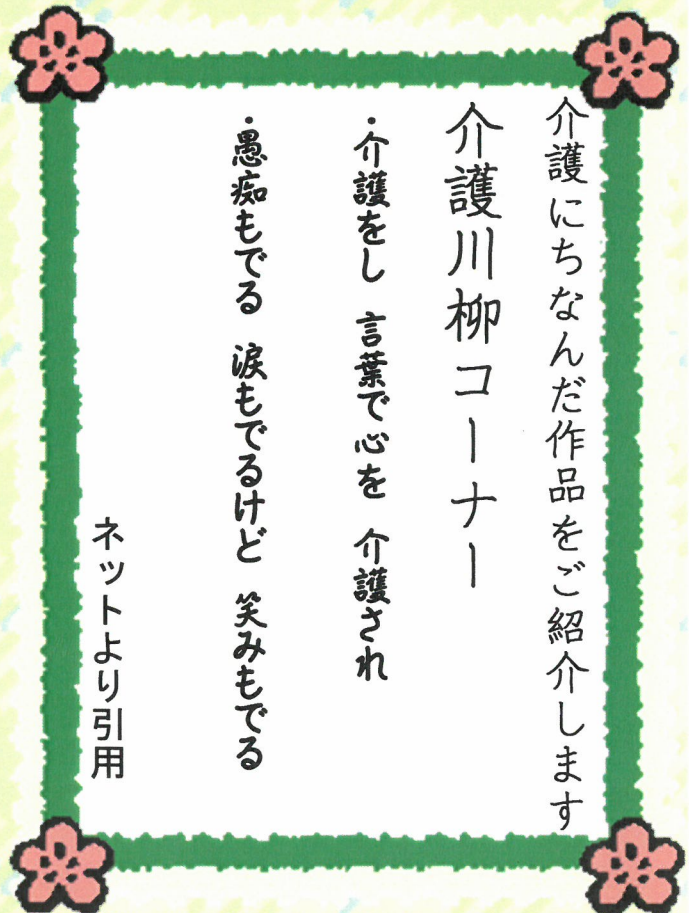 介護にちなんだ作品をご紹介します
介護川柳コーナー
・介護をし 言葉で心を 介護され
・愚痴もでる 涙もでるけど 笑みもでる
ネットより引用